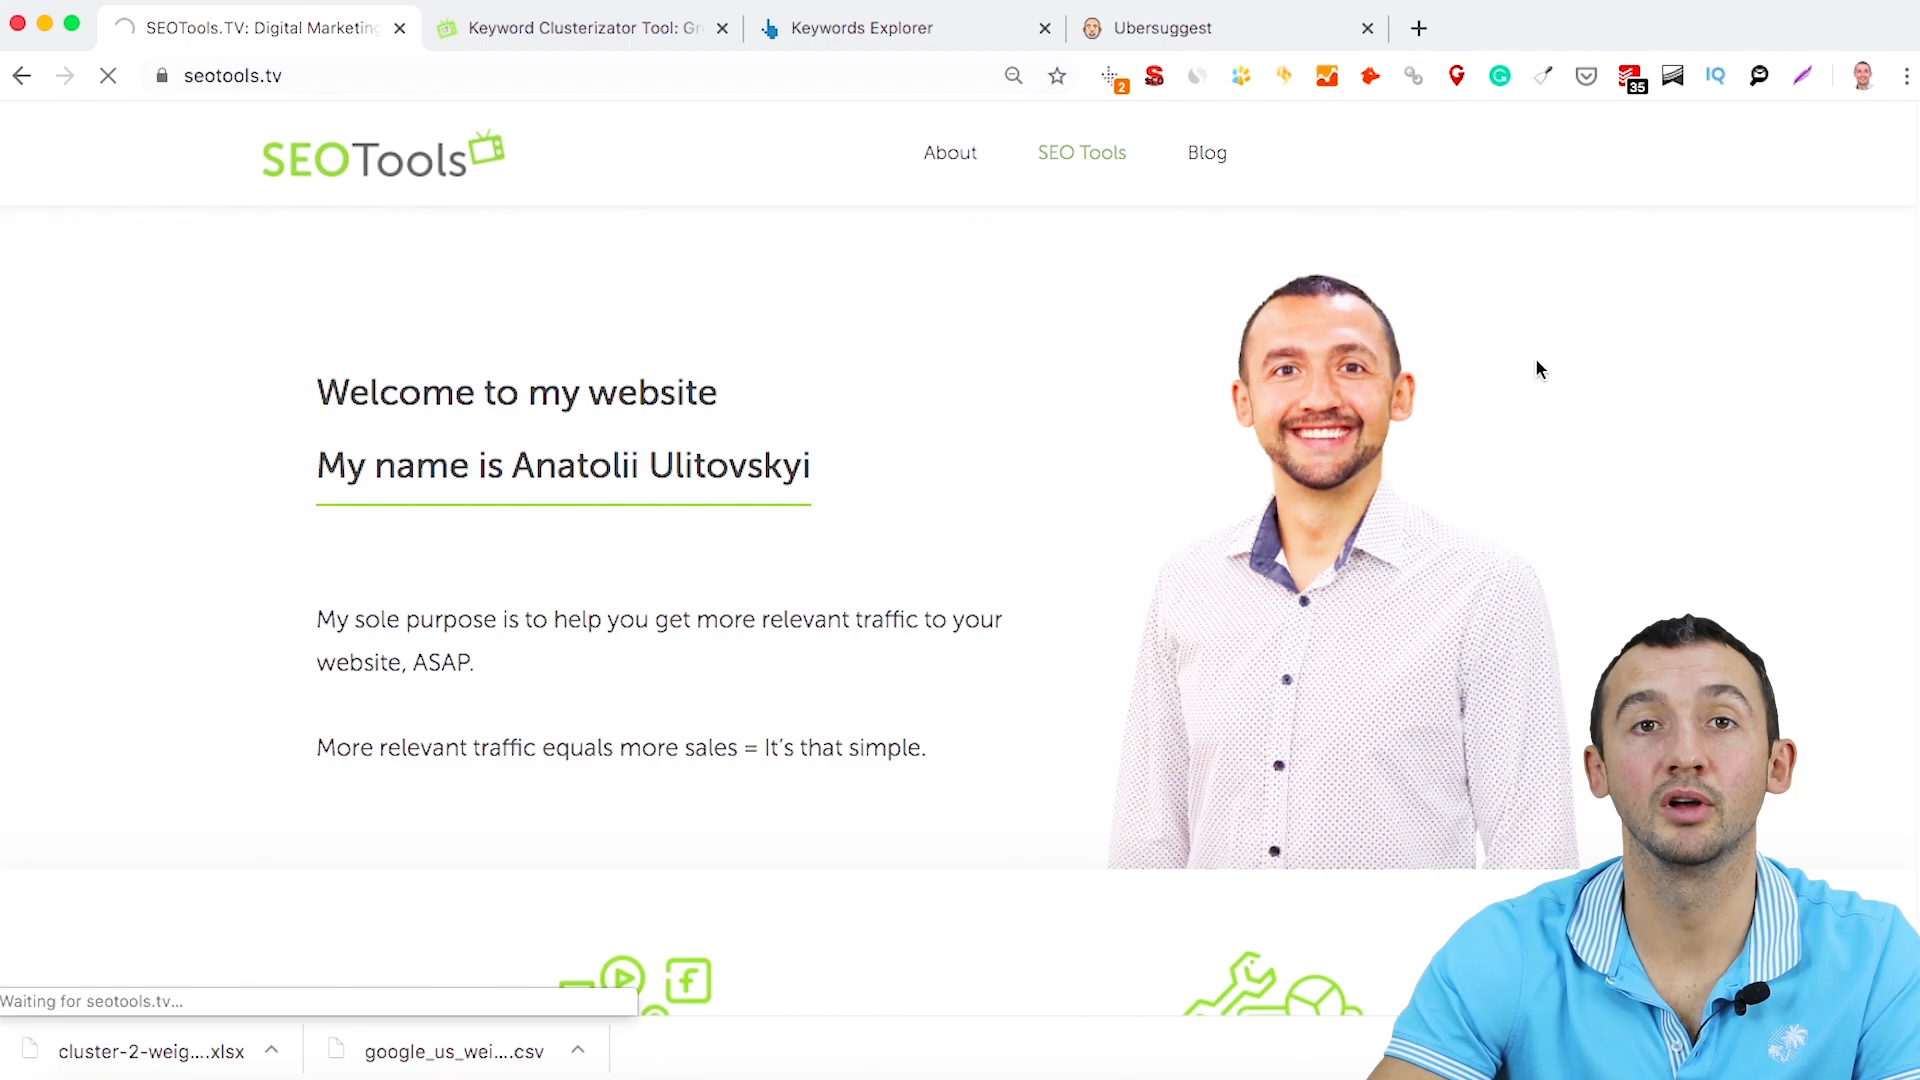 SEOTools.TV: Digital Marketing
Keyword Clusterizator Tool: Gr
Keywords Explorer
Ubersuggest
seotools.tv
2
35
IQ
SEOTools
About
SEO Tools
Blog
Welcome to my website
My name is Anatolii Ulitovskyi
My sole purpose is to help you get more relevant traffic to your
website, ASAP.
More relevant traffic equals more sales = It's that simple.
Waiting for seotools.tv...
cluster-2-weig....xlsx
google_us_wei....csv